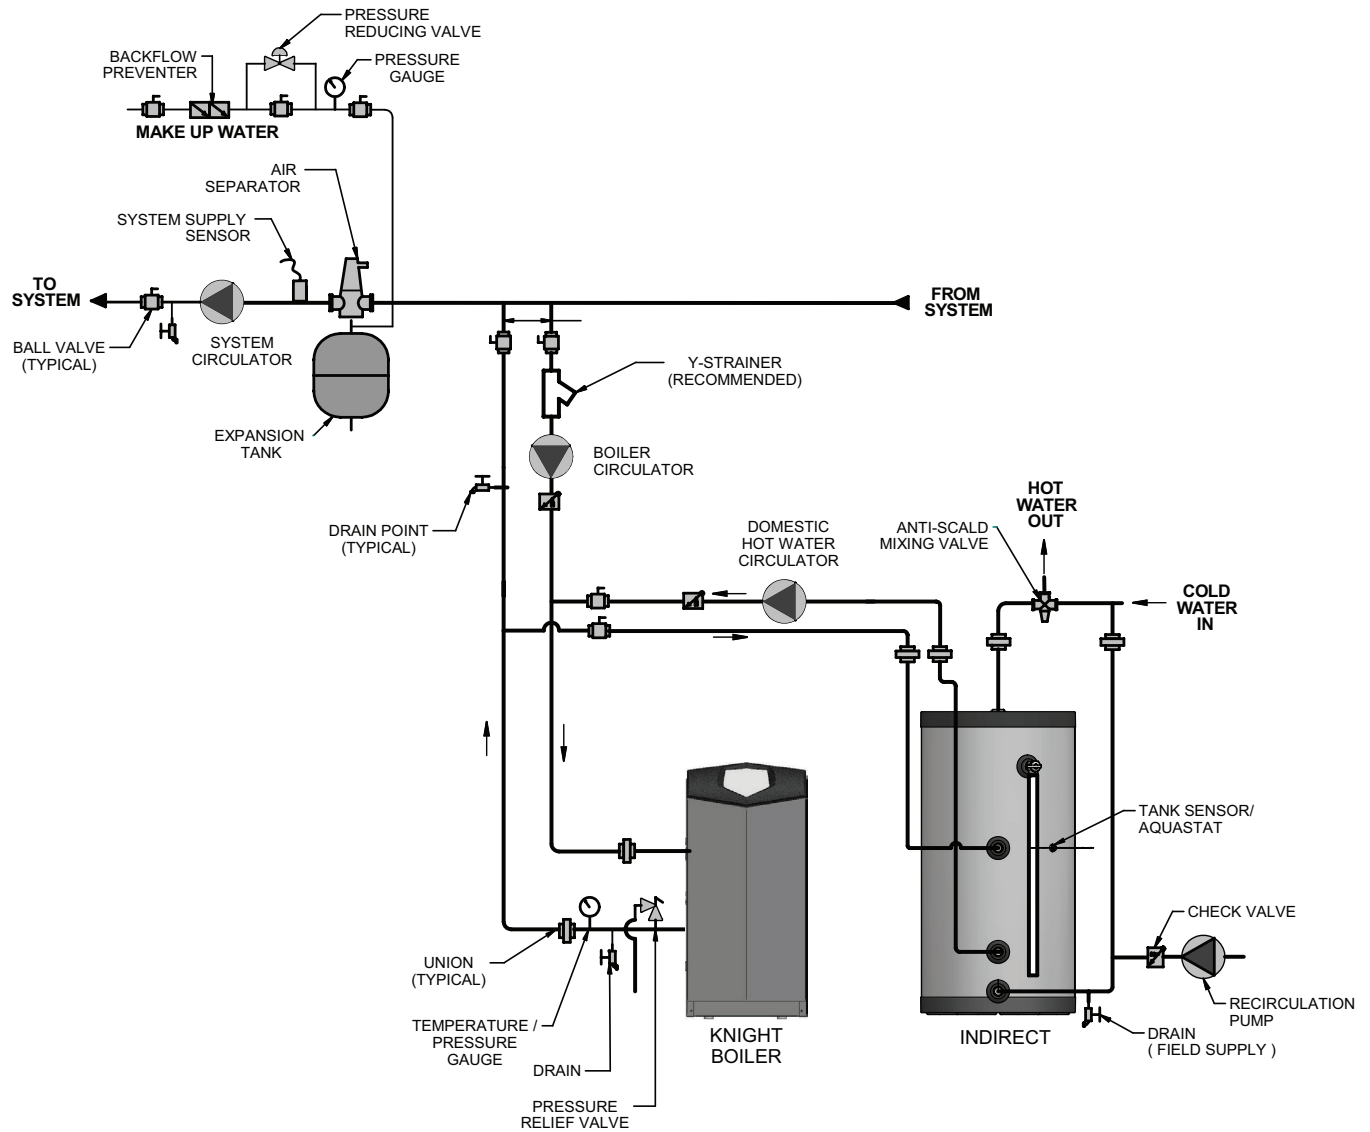 PRESSURE
REDUCING VALVE
BACKFLOW
PREVENTER
PRESSURE
GAUGE
MAKE UP WATER
AIR
SEPARATOR
SYSTEM SUPPLY
SENSOR
TO
SYSTEM
FROM
SYSTEM
BALL VALVE
(TYPICAL)
SYSTEM
CIRCULATOR
Y-STRAINER
(RECOMMENDED)
EXPANSION
TANK
BOILER
CIRCULATOR
DRAIN POINT
(TYPICAL)
DOMESTIC
HOT WATER
CIRCULATOR
HOT
WATER
OUT
ANTI-SCALD
MIXING VALVE
COLD
WATER
IN
TANK SENSOR/
AQUASTAT
CHECK VALVE
UNION
(TYPICAL)
RECIRCULATION
PUMP
TEMPERATURE /
PRESSURE
GAUGE
KNIGHT
BOILER
INDIRECT
DRAIN
( FIELD SUPPLY )
DRAIN
PRESSURE
RELIEF VALVE